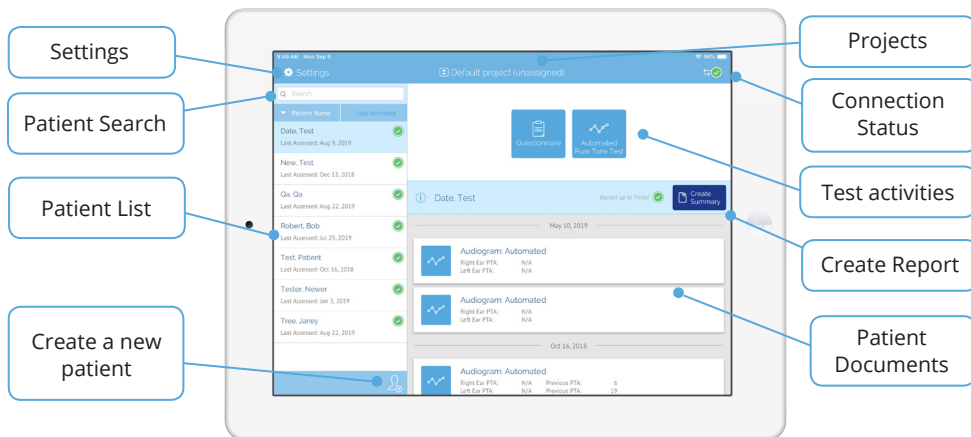 Settings
Patient Search
Patient List
Create a new
patient
Projects
Connection
Status
Test activities
Create Report
Patient
Documents
9:49 AM Mon Sep 9
98%
Settings
Default project (unassigned)
Search
Patient Name
Last Accessed
Date, Test
Last Accessed: Aug 9, 2019
New, Test
Last Accessed: Dec 13, 2018
Qa, Qa
Last Accessed: Aug 22, 2019
Robert, Bob
Last Accessed: Jul 25, 2019
Test, Patient
Last Accessed: Oct 16, 2018
Tester, Newer
Last Accessed: Jan 3, 2019
Tree, Janey
Last Accessed: Aug 22, 2019
Questionnaire
Automated
Pure Tone Test
Date, Test
Backed up to Portal
Create
Summary
May 10, 2019
Audiogram: Automated
Right Ear PTA: N/A
Left Ear PTA: N/A
Audiogram: Automated
Right Ear PTA: N/A
Left Ear PTA: N/A
Oct 16, 2018
Audiogram: Automated
Right Ear PTA: N/A Previous PTA: 6
Left Ear PTA: N/A Previous PTA: 19